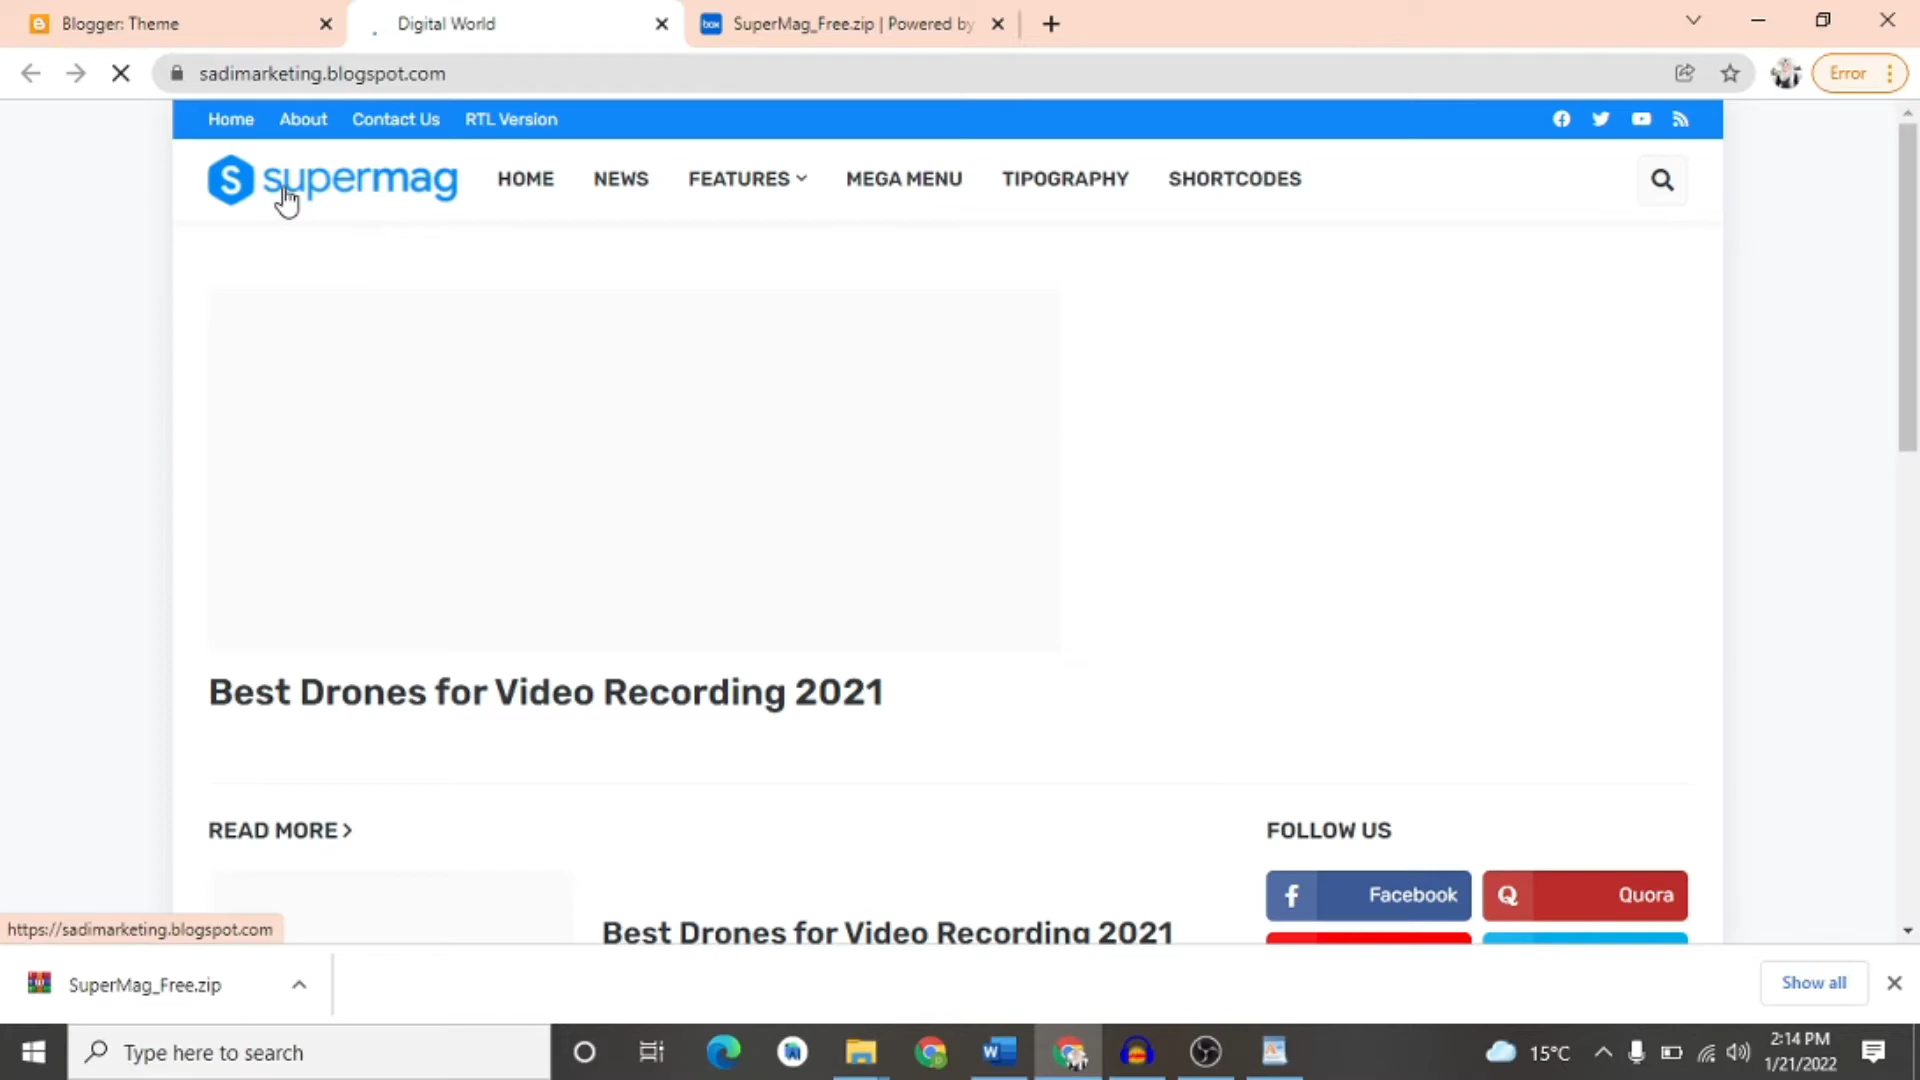 Blogger: Theme
Digital World
SuperMag_Free.zip | Powered by
sadimarketing.blogspot.com
Error
Home About Contact Us RTL Version
supermag
HOME NEWS FEATURES MEGA MENU TIPOGRAPHY SHORTCODES
Best Drones for Video Recording 2021
READ MORE
FOLLOW US
Facebook
Quora
Best Drones for Video Recording 2021
https://sadimarketing.blogspot.com
SuperMag_Free.zip
Show all
Type here to search
15°C
2:14 PM
1/21/2022